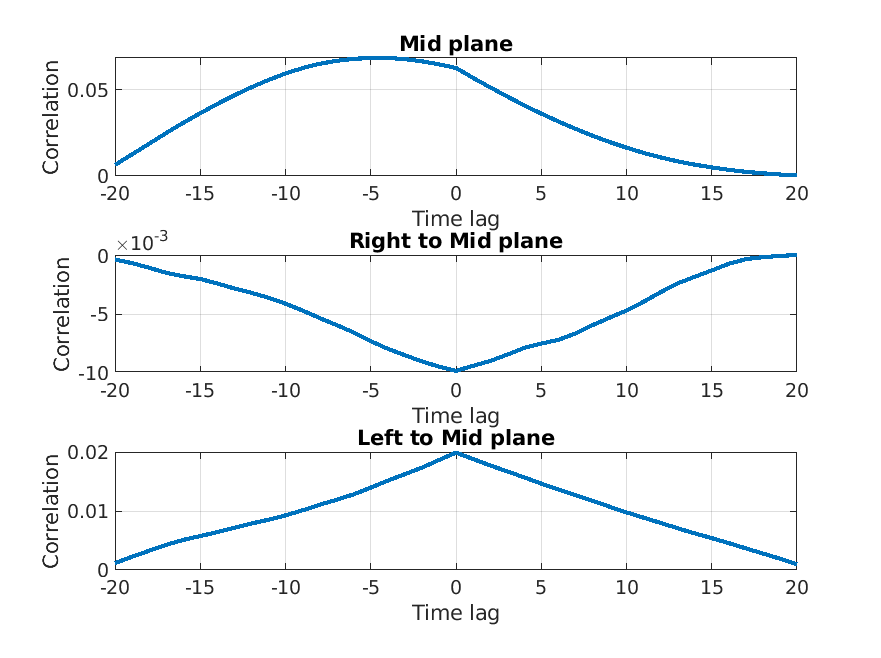 Mid plane
Correlation
0.05
0
-20 -15 -10 -5 0 5 10 15 20
Time lag
Right to Mid plane
×10-3
Correlation
0
-5
-10
-20 -15 -10 -5 0 5 10 15 20
Time lag
Left to Mid plane
Correlation
0.02
0.01
0
-20 -15 -10 -5 0 5 10 15 20
Time lag